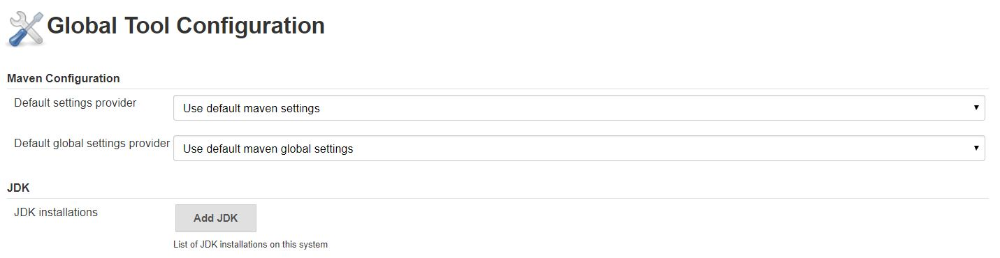 Global Tool Configuration
Maven Configuration
Default settings provider
Use default maven settings
Default global settings provider
Use default maven global settings
JDK
JDK installations
Add JDK
List of JDK installations on this system